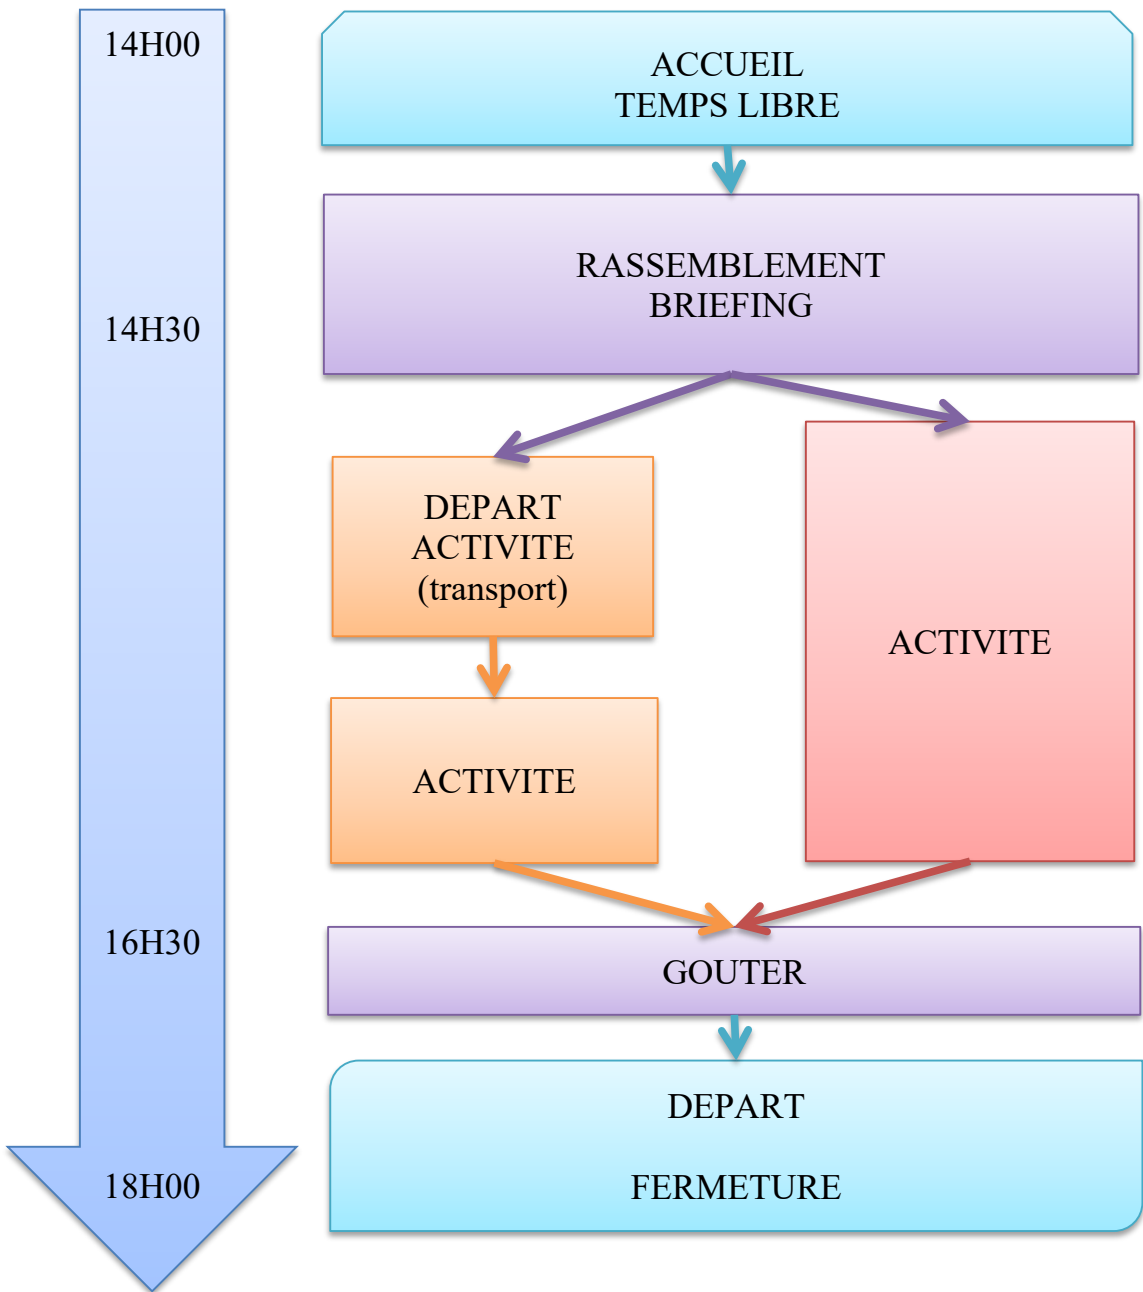 14H00
ACCUEIL
TEMPS LIBRE
RASSEMBLEMENT
BRIEFING
14H30
DEPART
ACTIVITE
(transport)
ACTIVITE
ACTIVITE
16H30
GOUTER
DEPART
18H00
FERMETURE